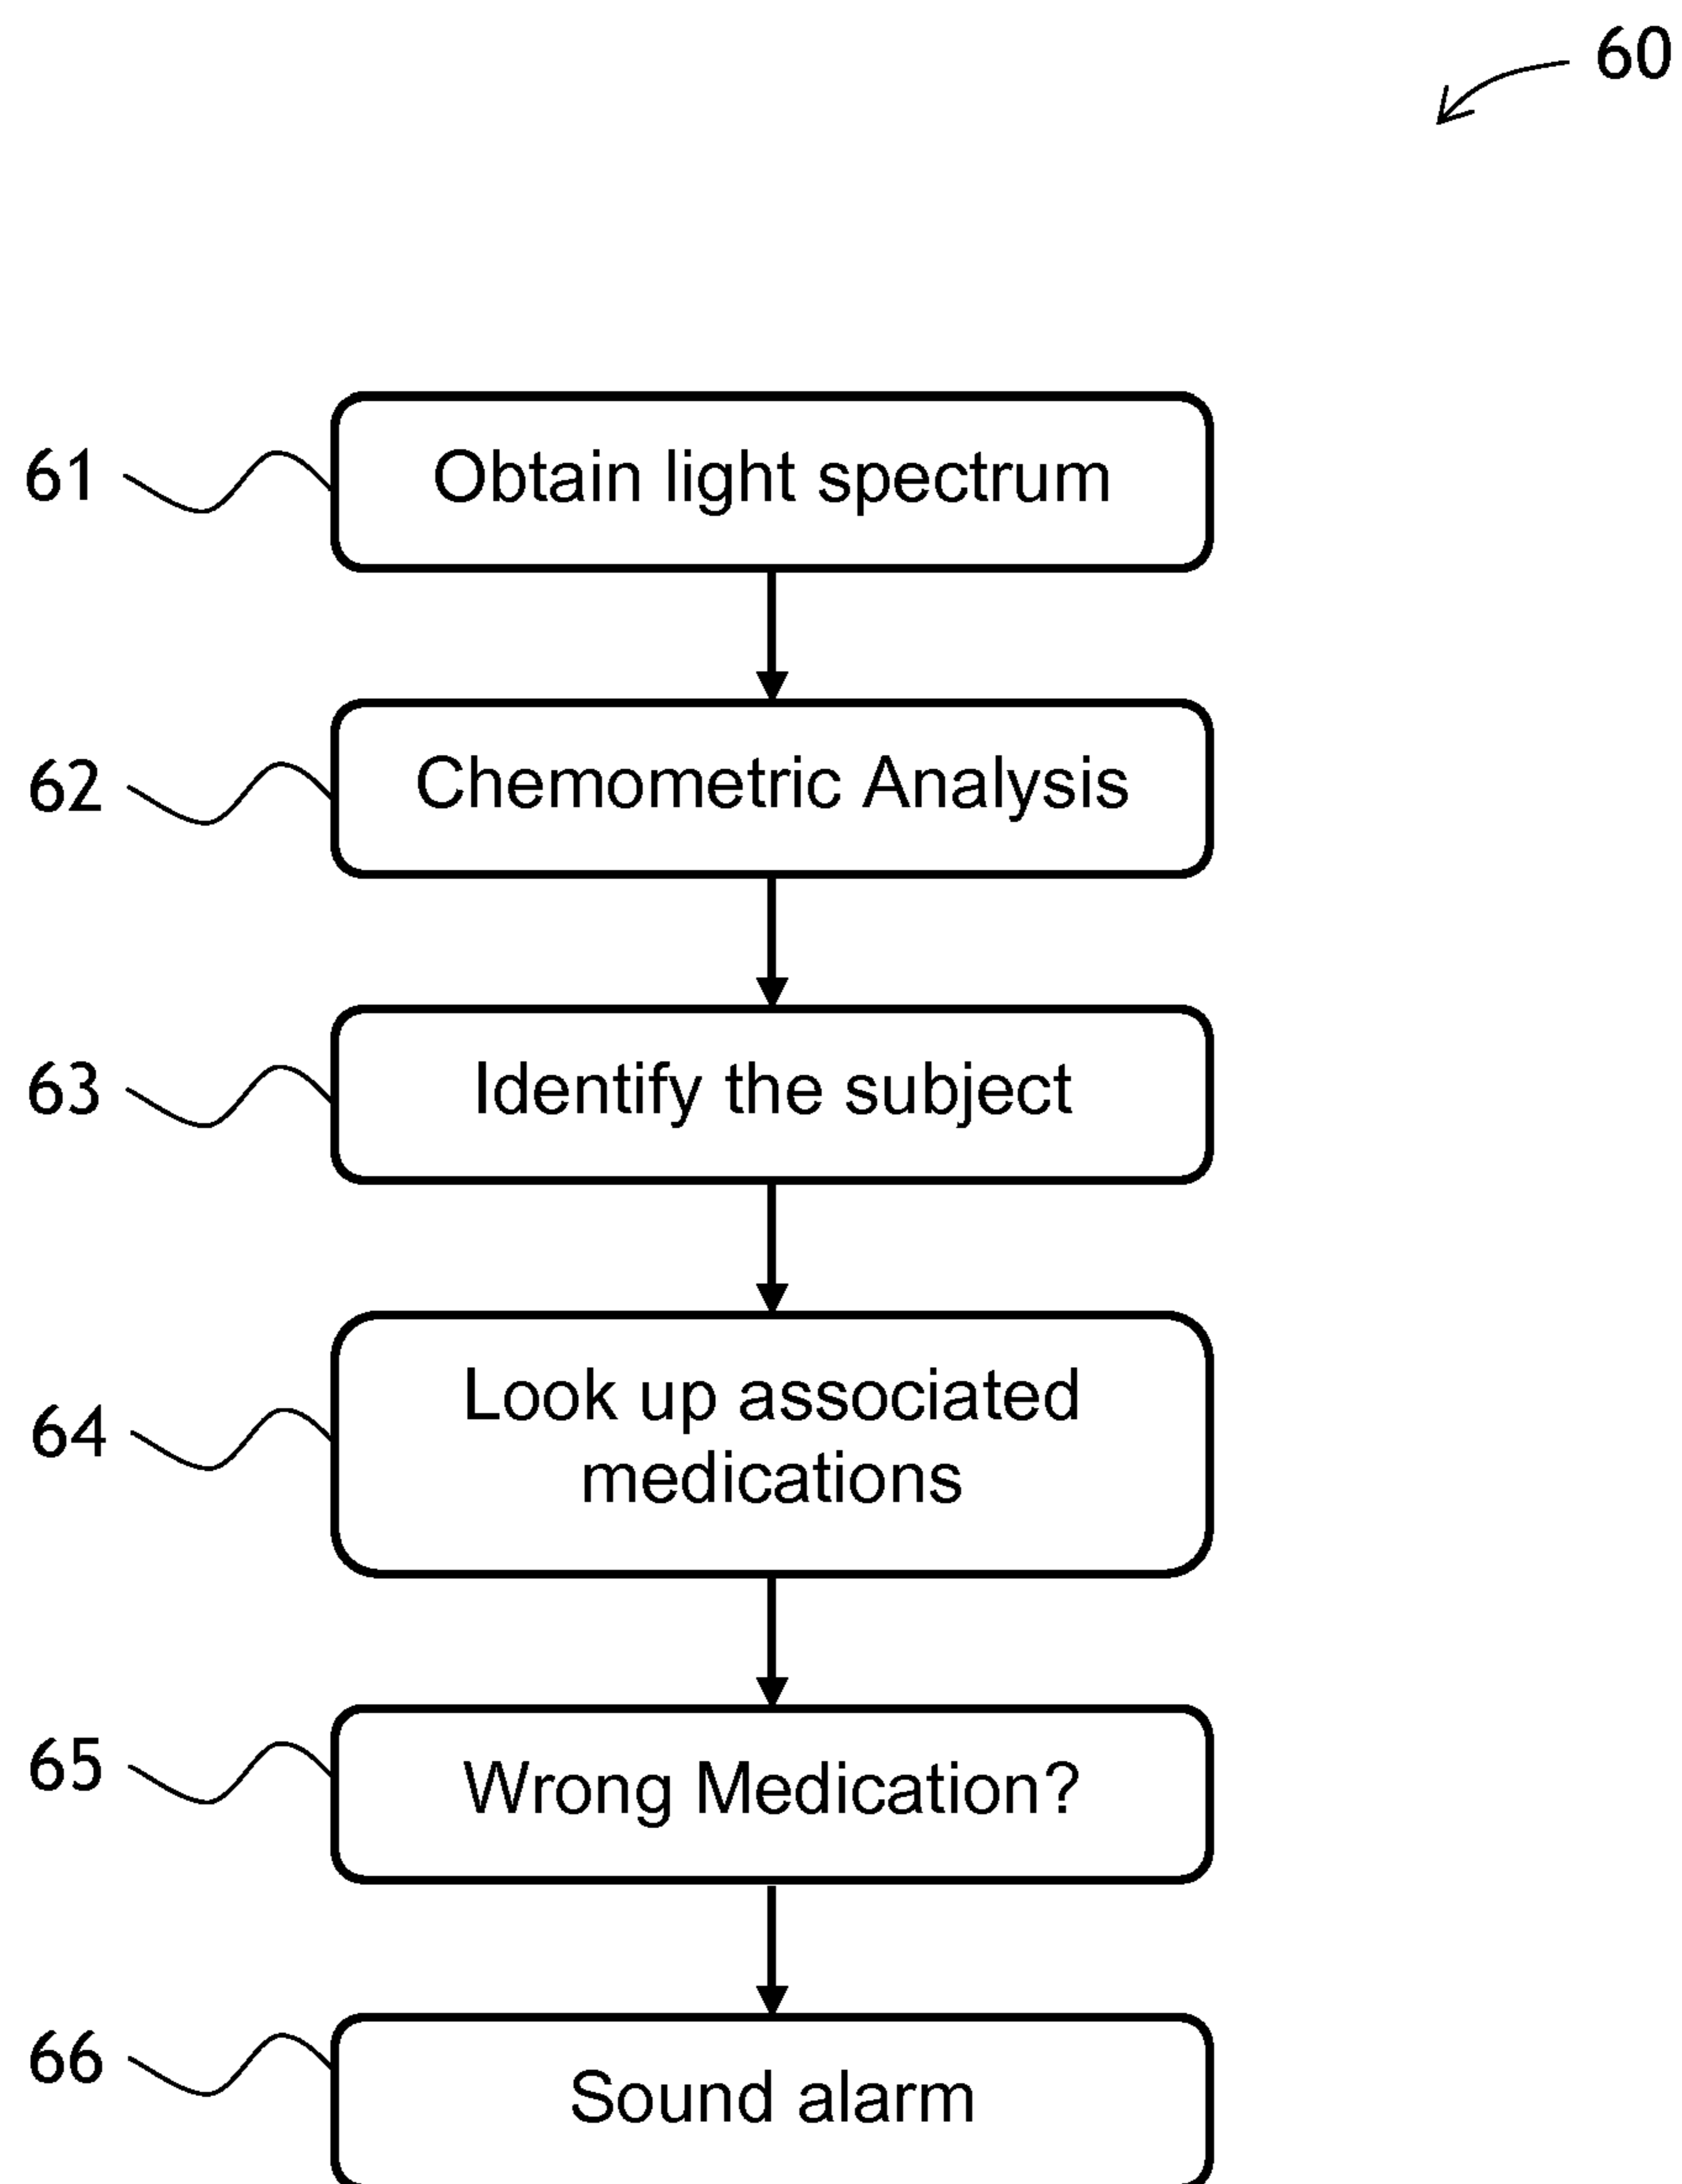 60
61 Obtain light spectrum
62 Chemometric Analysis
63 Identify the subject
64 Look up associated
medications
65 Wrong Medication?
66 Sound alarm